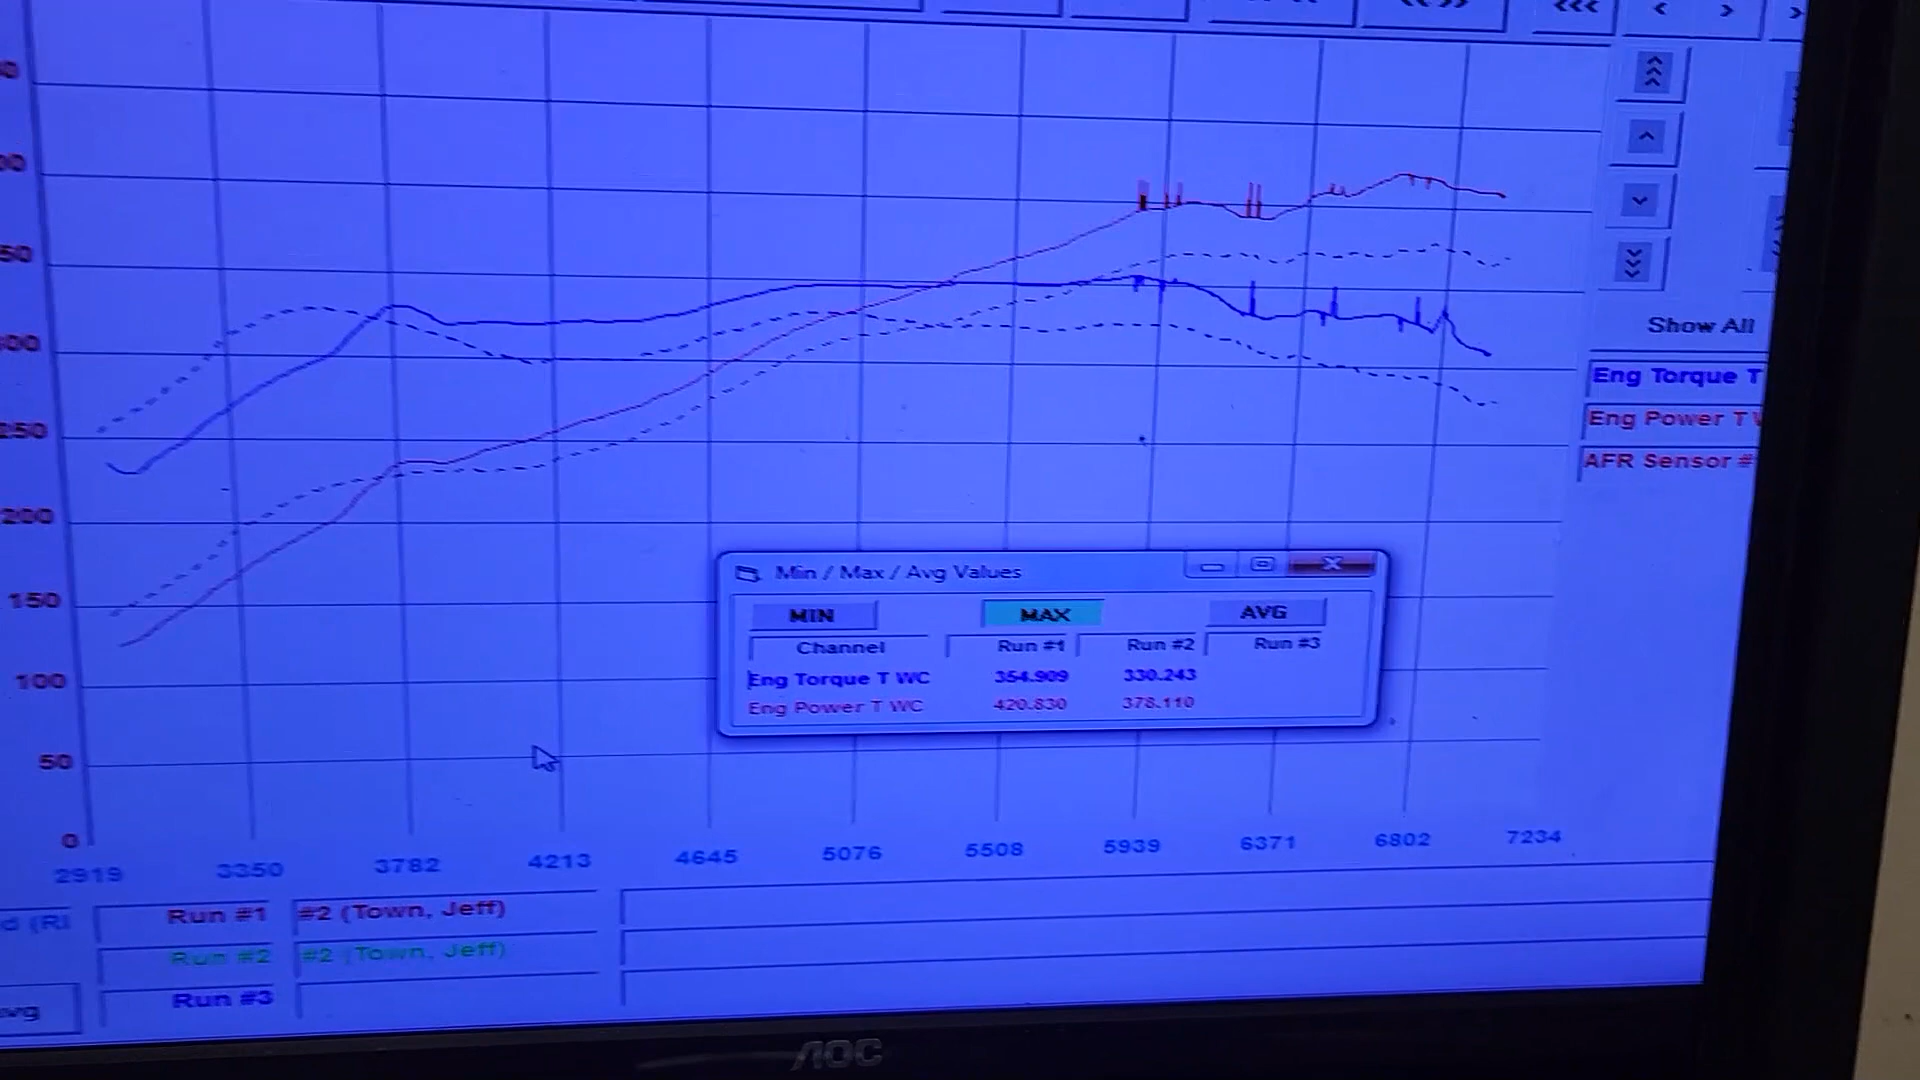 Show All
Eng Torque T
Eng Power T
AFR Sensor #
250
200
150
100
50
0
2919 3350 3782 4213 4645 5076 5508 5939 6371 6802 7234
Min / Max / Avg Values
MIN MAX AVG
Channel Run #1 Run #2 Run #3
Eng Torque T WC 354.909 330.243
Eng Power T WC 420.830 378.110
Run #1 #2 (Town, Jeff)
Run #2 #2 (Town, Jeff)
Run #3
AOC